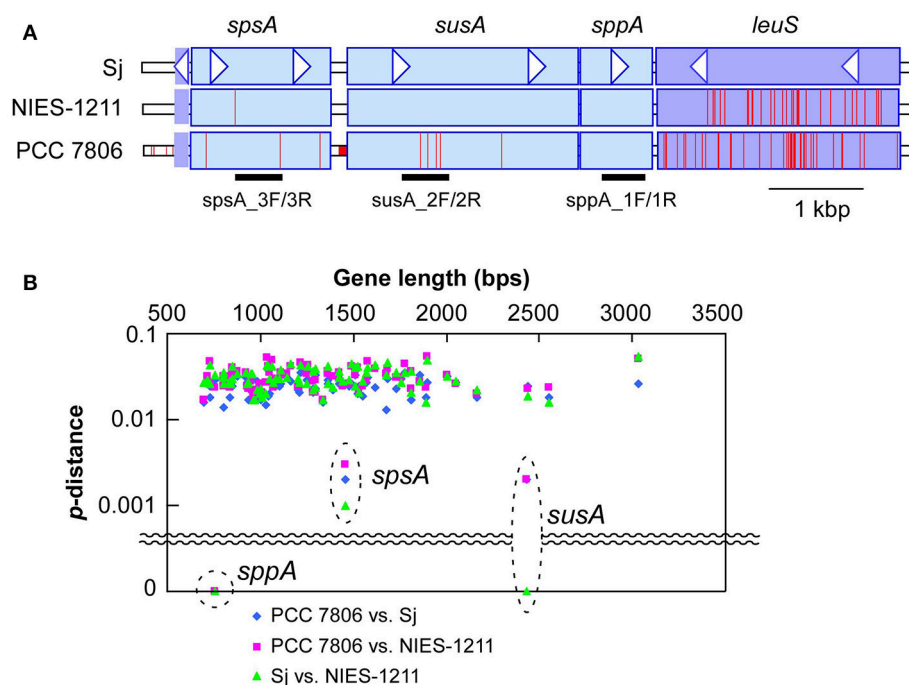 A
spsA susA sppA leuS
Sj
NIES-1211
PCC 7806
spsA_3F/3R susA_2F/2R sppA_1F/1R
1 kbp
B
Gene length (bps)
500 1000 1500 2000 2500 3000 3500
0.1
0.01
0.001
0
p-distance
spsA
susA
sppA
PCC 7806 vs. Sj
PCC 7806 vs. NIES-1211
Sj vs. NIES-1211